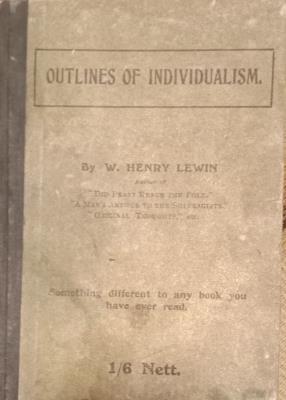 OUTLINES OF INDIVIDUALISM.
By W. HENRY LEWIN
Author of
"DID PEARY REACH THE POLE,"
"A MAN'S ANSWER TO THE SUFFRAGISTS,"
"ORIGINAL THOUGHTS," etc.
Something different to any book you
have ever read.
1/6 Nett.